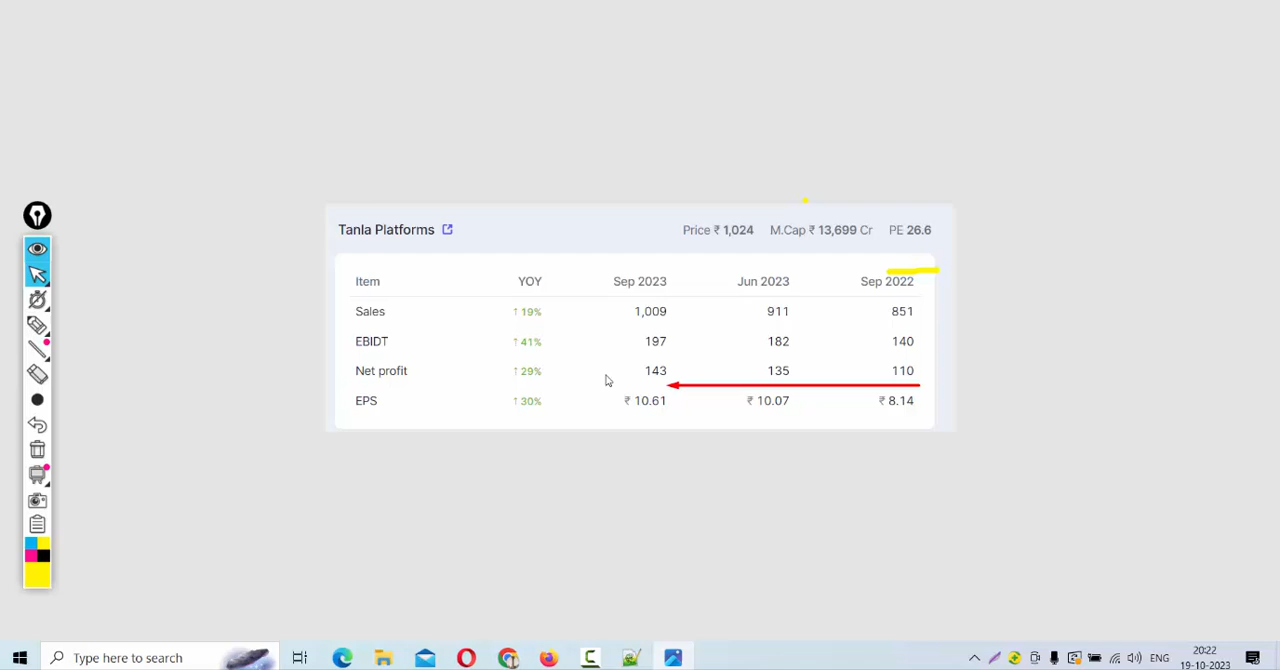 Tanla Platforms Price ₹ 1,024 M.Cap ₹ 13,699 Cr PE 26.6
Item YOY Sep 2023 Jun 2023 Sep 2022
Sales ↑ 19% 1,009 911 851
EBIDT ↑ 41% 197 182 140
Net profit ↑ 29% 143 135 110
EPS ↑ 30% ₹ 10.61 ₹ 10.07 ₹ 8.14
Type here to search
ENG
20:22
19-10-2023